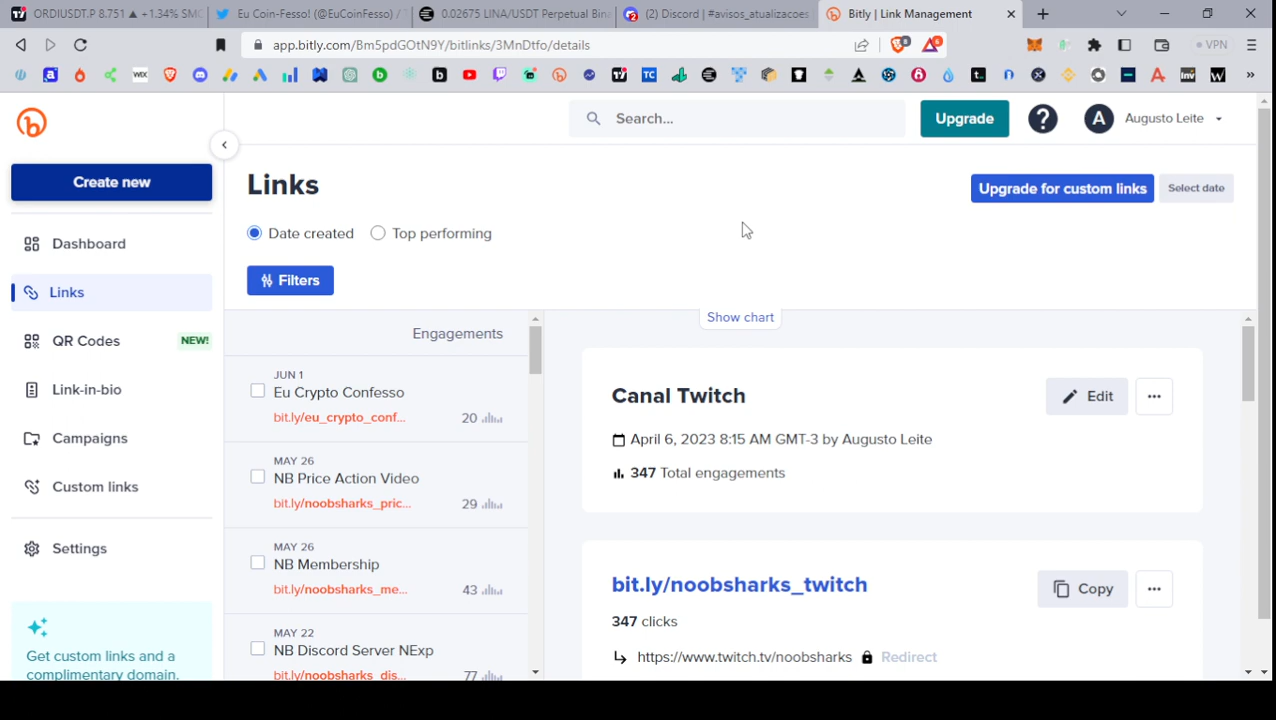 ORDIUSDT.P 8.751 ▲ +1.34% SM
Eu Coin-Fesso! (@EuCoinFesso) /
0.02675 LINA/USDT Perpetual Bin
(2) Discord | #avisos_atualizacoes
Bitly | Link Management
app.bitly.com/Bm5pdGOtN9Y/bitlinks/3MnDtfo/details
VPN
Search...
Upgrade
Augusto Leite
Create new
Links
Upgrade for custom links
Select date
Date created
Top performing
Dashboard
Links
Filters
QR Codes
NEW!
Link-in-bio
Campaigns
Custom links
Settings
Get custom links and a
complimentary domain.
Show chart
Engagements
JUN 1
Eu Crypto Confesso
bit.ly/eu_crypto_conf...
20
MAY 26
NB Price Action Video
bit.ly/noobsharks_pric...
29
MAY 26
NB Membership
bit.ly/noobsharks_me...
43
MAY 22
NB Discord Server NExp
bit.ly/noobsharks_dis...
77
Canal Twitch
Edit
April 6, 2023 8:15 AM GMT-3 by Augusto Leite
347 Total engagements
bit.ly/noobsharks_twitch
Copy
347 clicks
https://www.twitch.tv/noobsharks
Redirect